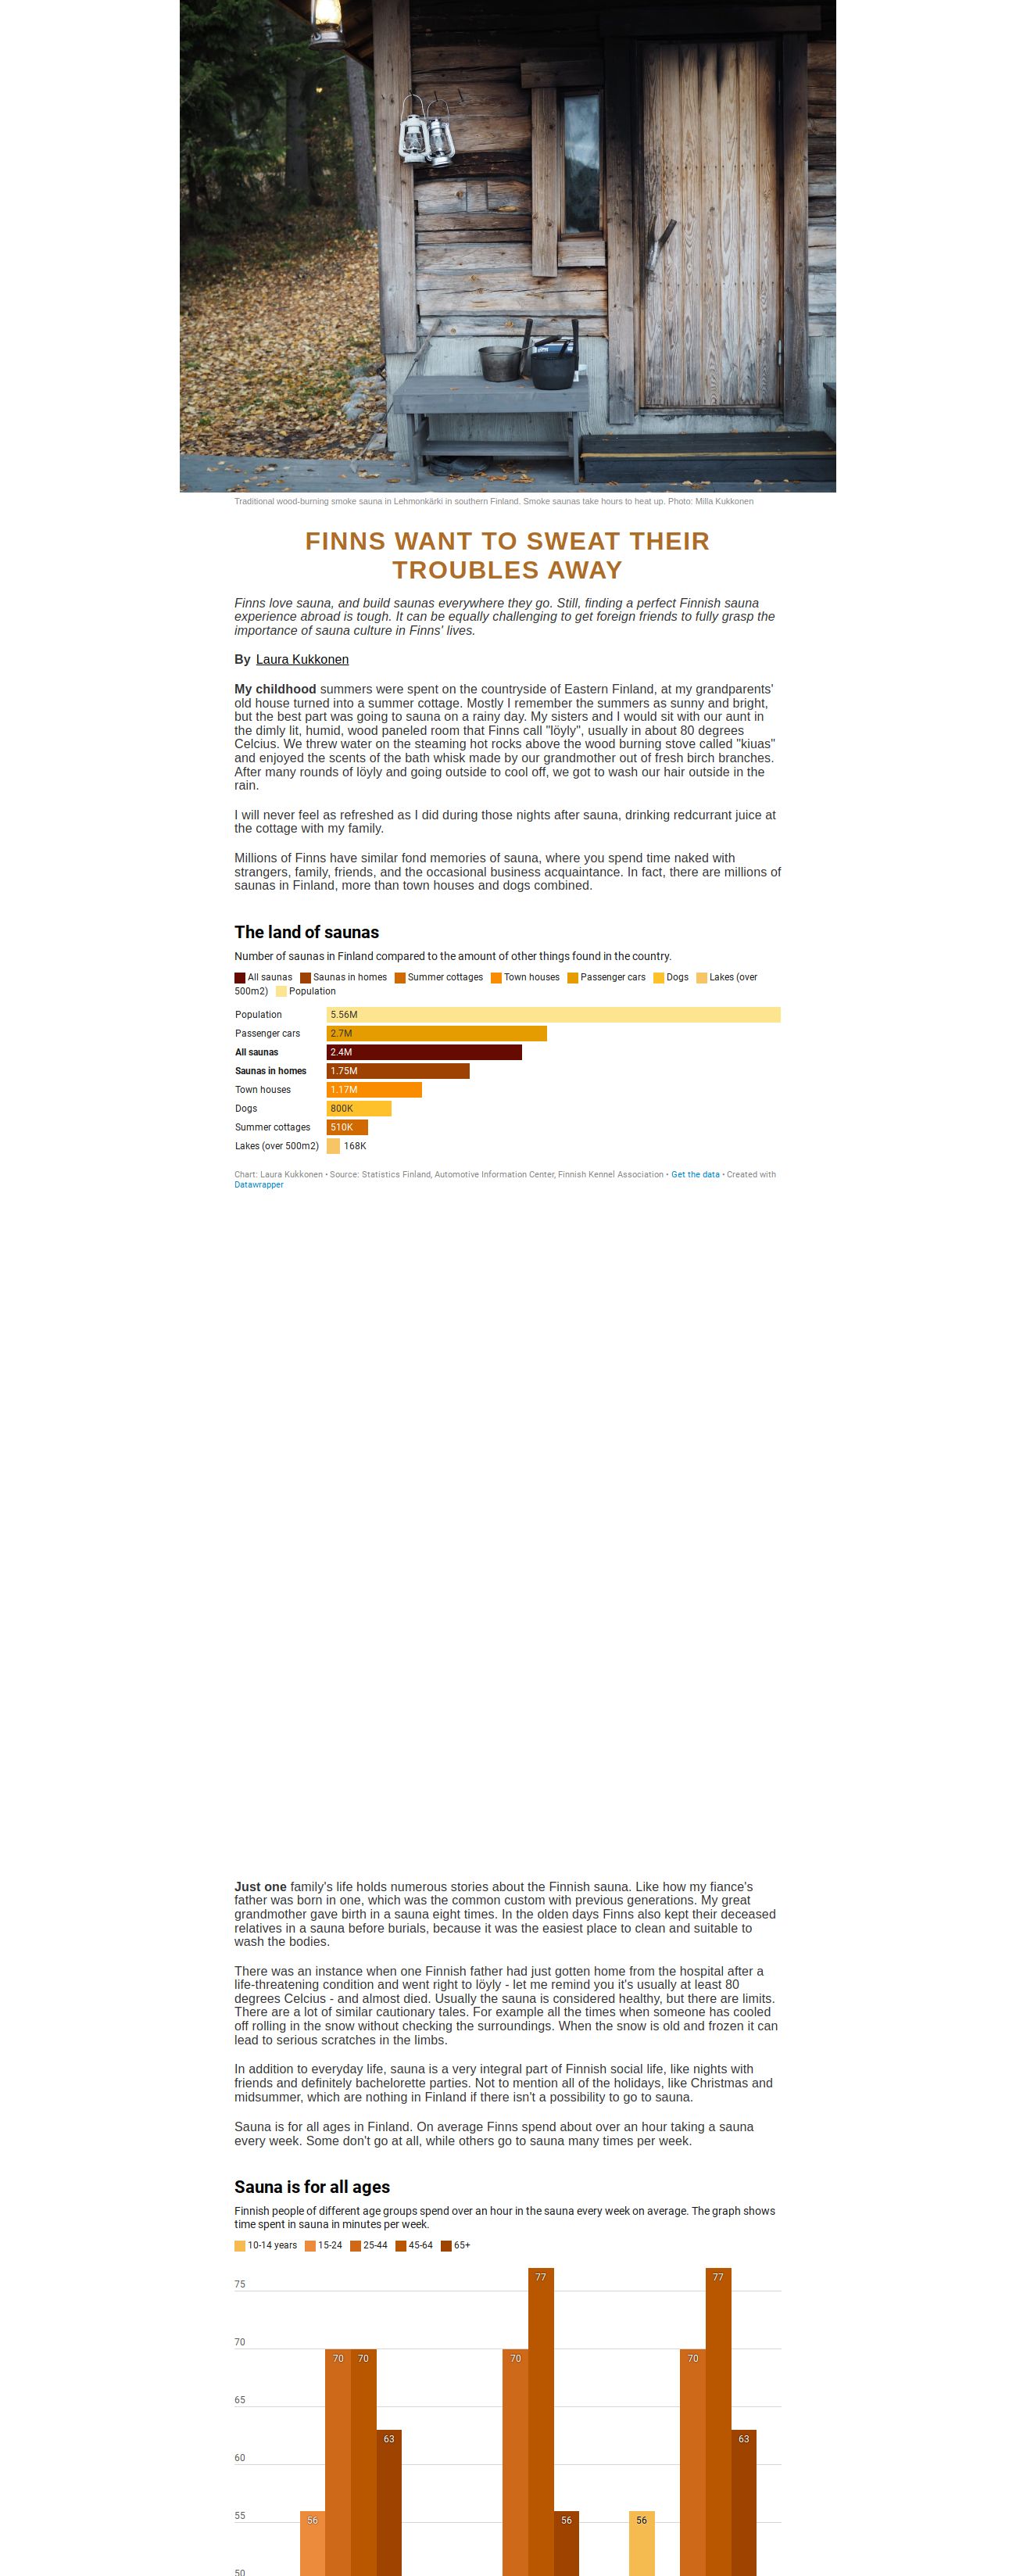 Traditional wood-burning smoke sauna in Lehmonkärki in southern Finland. Smoke saunas take hours to heat up. Photo: Milla Kukkonen
FINNS WANT TO SWEAT THEIR
TROUBLES AWAY
Finns love sauna, and build saunas everywhere they go. Still, finding a perfect Finnish sauna
experience abroad is tough. It can be equally challenging to get foreign friends to fully grasp the
importance of sauna culture in Finns' lives.
By Laura Kukkonen
My childhood summers were spent on the countryside of Eastern Finland, at my grandparents'
old house turned into a summer cottage. Mostly I remember the summers as sunny and bright,
but the best part was going to sauna on a rainy day. My sisters and I would sit with our aunt in
the dimly lit, humid, wood paneled room that Finns call "löyly", usually in about 80 degrees
Celcius. We threw water on the steaming hot rocks above the wood burning stove called "kiuas"
and enjoyed the scents of the bath whisk made by our grandmother out of fresh birch branches.
After many rounds of löyly and going outside to cool off, we got to wash our hair outside in the
rain.
I will never feel as refreshed as I did during those nights after sauna, drinking redcurrant juice at
the cottage with my family.
Millions of Finns have similar fond memories of sauna, where you spend time naked with
strangers, family, friends, and the occasional business acquaintance. In fact, there are millions of
saunas in Finland, more than town houses and dogs combined.
The land of saunas
Number of saunas in Finland compared to the amount of other things found in the country.
All saunas Saunas in homes Summer cottages Town houses Passenger cars Dogs Lakes (over
500m2) Population
Population 5.56M
Passenger cars 2.7M
All saunas 2.4M
Saunas in homes 1.75M
Town houses 1.17M
Dogs 800K
Summer cottages 510K
Lakes (over 500m2) 168K
Chart: Laura Kukkonen • Source: Statistics Finland, Automotive Information Center, Finnish Kennel Association • Get the data • Created with
Datawrapper
Just one family's life holds numerous stories about the Finnish sauna. Like how my fiance's
father was born in one, which was the common custom with previous generations. My great
grandmother gave birth in a sauna eight times. In the olden days Finns also kept their deceased
relatives in a sauna before burials, because it was the easiest place to clean and suitable to
wash the bodies.
There was an instance when one Finnish father had just gotten home from the hospital after a
life-threatening condition and went right to löyly - let me remind you it's usually at least 80
degrees Celcius - and almost died. Usually the sauna is considered healthy, but there are limits.
There are a lot of similar cautionary tales. For example all the times when someone has cooled
off rolling in the snow without checking the surroundings. When the snow is old and frozen it can
lead to serious scratches in the limbs.
In addition to everyday life, sauna is a very integral part of Finnish social life, like nights with
friends and definitely bachelorette parties. Not to mention all of the holidays, like Christmas and
midsummer, which are nothing in Finland if there isn't a possibility to go to sauna.
Sauna is for all ages in Finland. On average Finns spend about over an hour taking a sauna
every week. Some don't go at all, while others go to sauna many times per week.
Sauna is for all ages
Finnish people of different age groups spend over an hour in the sauna every week on average. The graph shows
time spent in sauna in minutes per week.
10-14 years 15-24 25-44 45-64 65+
77 77
75
70
70 70 70 70
65
63 63
60
55
56 56 56
50